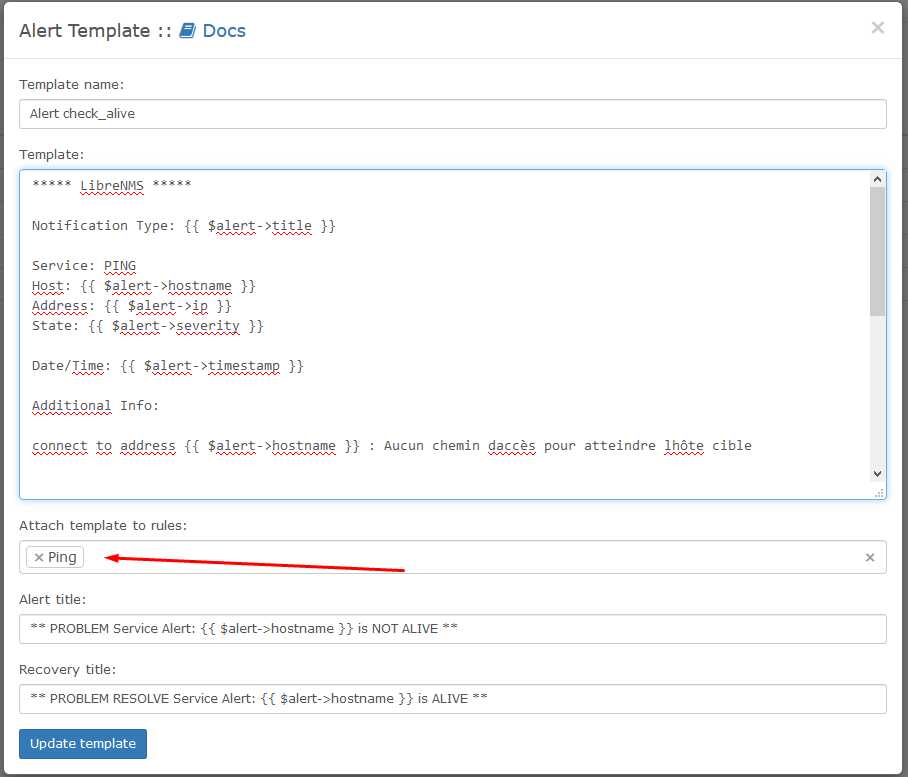 Alert Template :: Docs
×
Template name:
Alert check_alive
Template:
***** LibreNMS *****
Notification Type: {{ $alert->title }}
Service: PING
Host: {{ $alert->hostname }}
Address: {{ $alert->ip }}
State: {{ $alert->severity }}
Date/Time: {{ $alert->timestamp }}
Additional Info:
connect to address {{ $alert->hostname }} : Aucun chemin daccès pour atteindre lhôte cible
Attach template to rules:
× Ping ×
Alert title:
** PROBLEM Service Alert: {{ $alert->hostname }} is NOT ALIVE **
Recovery title:
** PROBLEM RESOLVE Service Alert: {{ $alert->hostname }} is ALIVE **
Update template